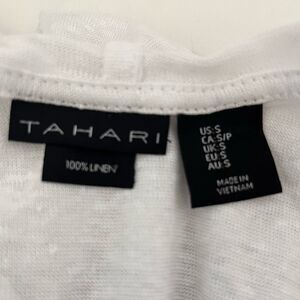 TAHARI
100% LINEN
US:S
CA:S/P
UK:S
EU:S
AU:S
MADE IN
VIETNAM